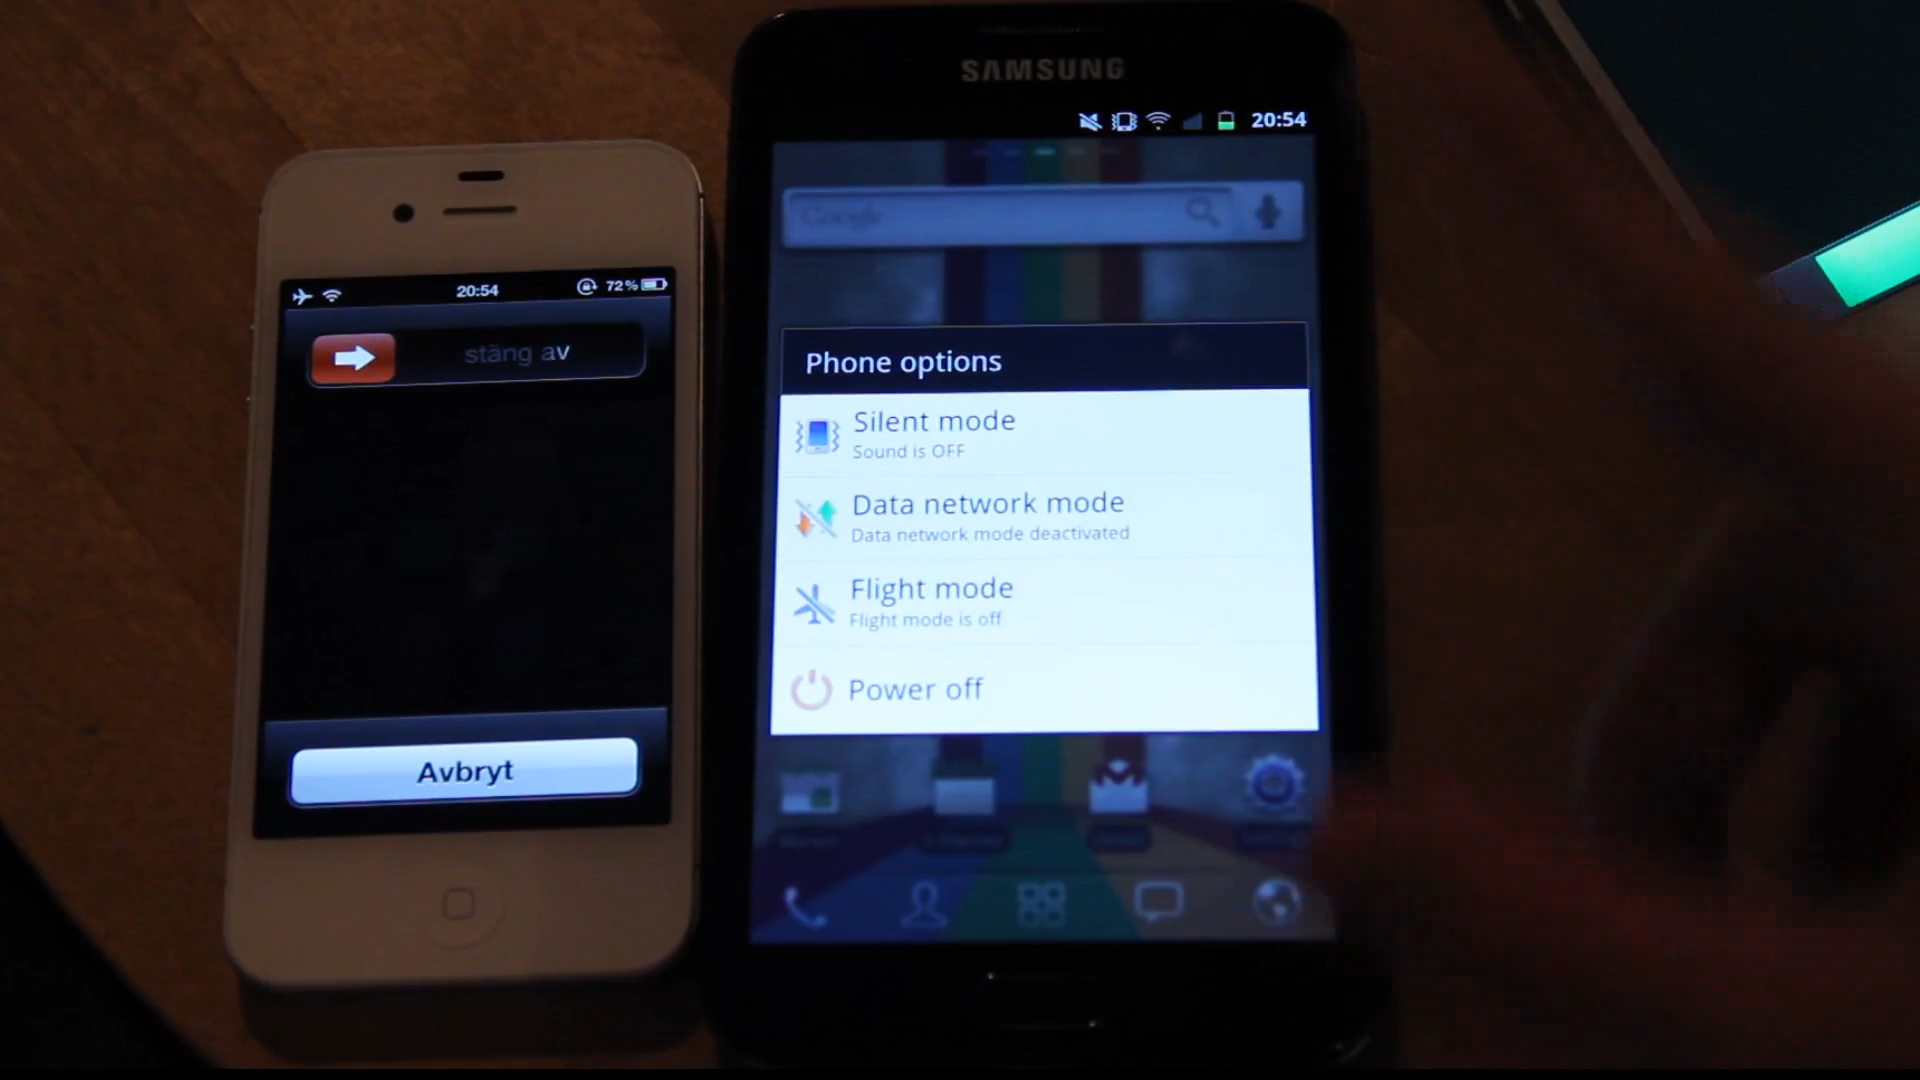 20:54
72%
stäng av
Avbryt
SAMSUNG
20:54
Google
Phone options
Silent mode
Sound is OFF
Data network mode
Data network mode deactivated
Flight mode
Flight mode is off
Power off